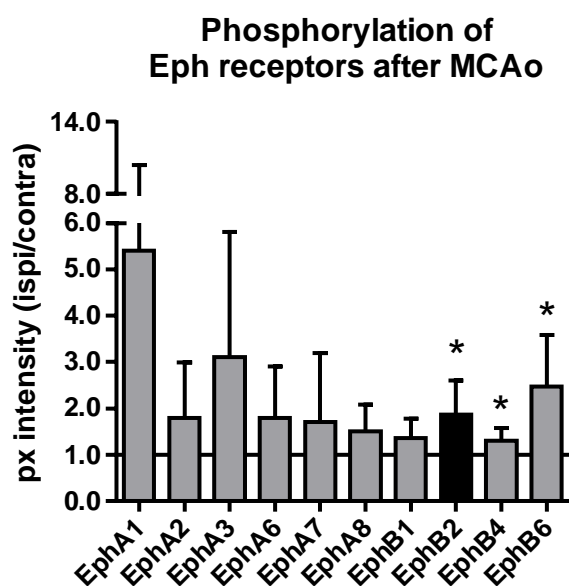 Phosphorylation of
Eph receptors after MCAo
px intensity (ispi/contra)
14.0
8.0
6.0
5.0
4.0
3.0
2.0
1.0
0.0
*
*
*
EphA1
EphA2
EphA3
EphA6
EphA7
EphA8
EphB1
EphB2
EphB4
EphB6